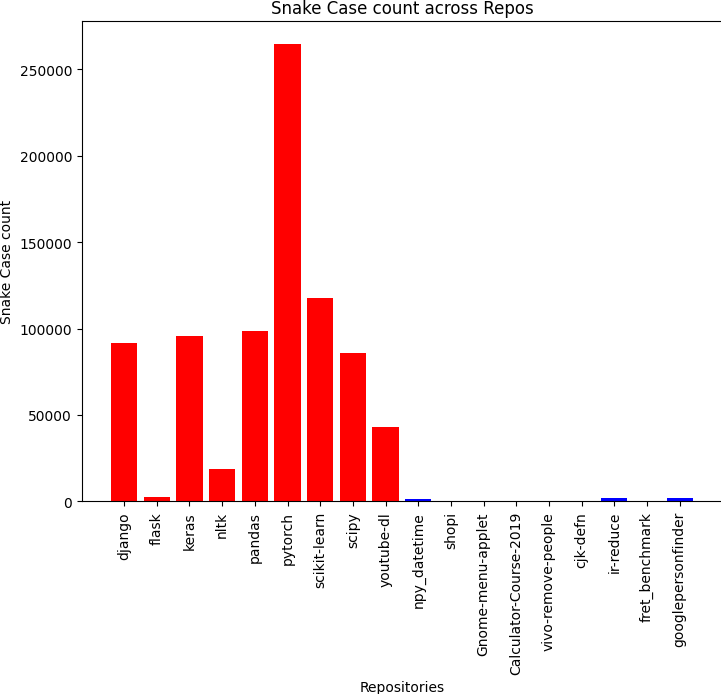 Snake Case count across Repos
Snake Case count
250000
200000
150000
100000
50000
0
django
flask
keras
nltk
pandas
pytorch
scikit-learn
scipy
youtube-dl
npy_datetime
shopi
Gnome-menu-applet
Calculator-Course-2019
vivo-remove-people
cjk-defn
ir-reduce
fret_benchmark
googlepersonfinder
Repositories